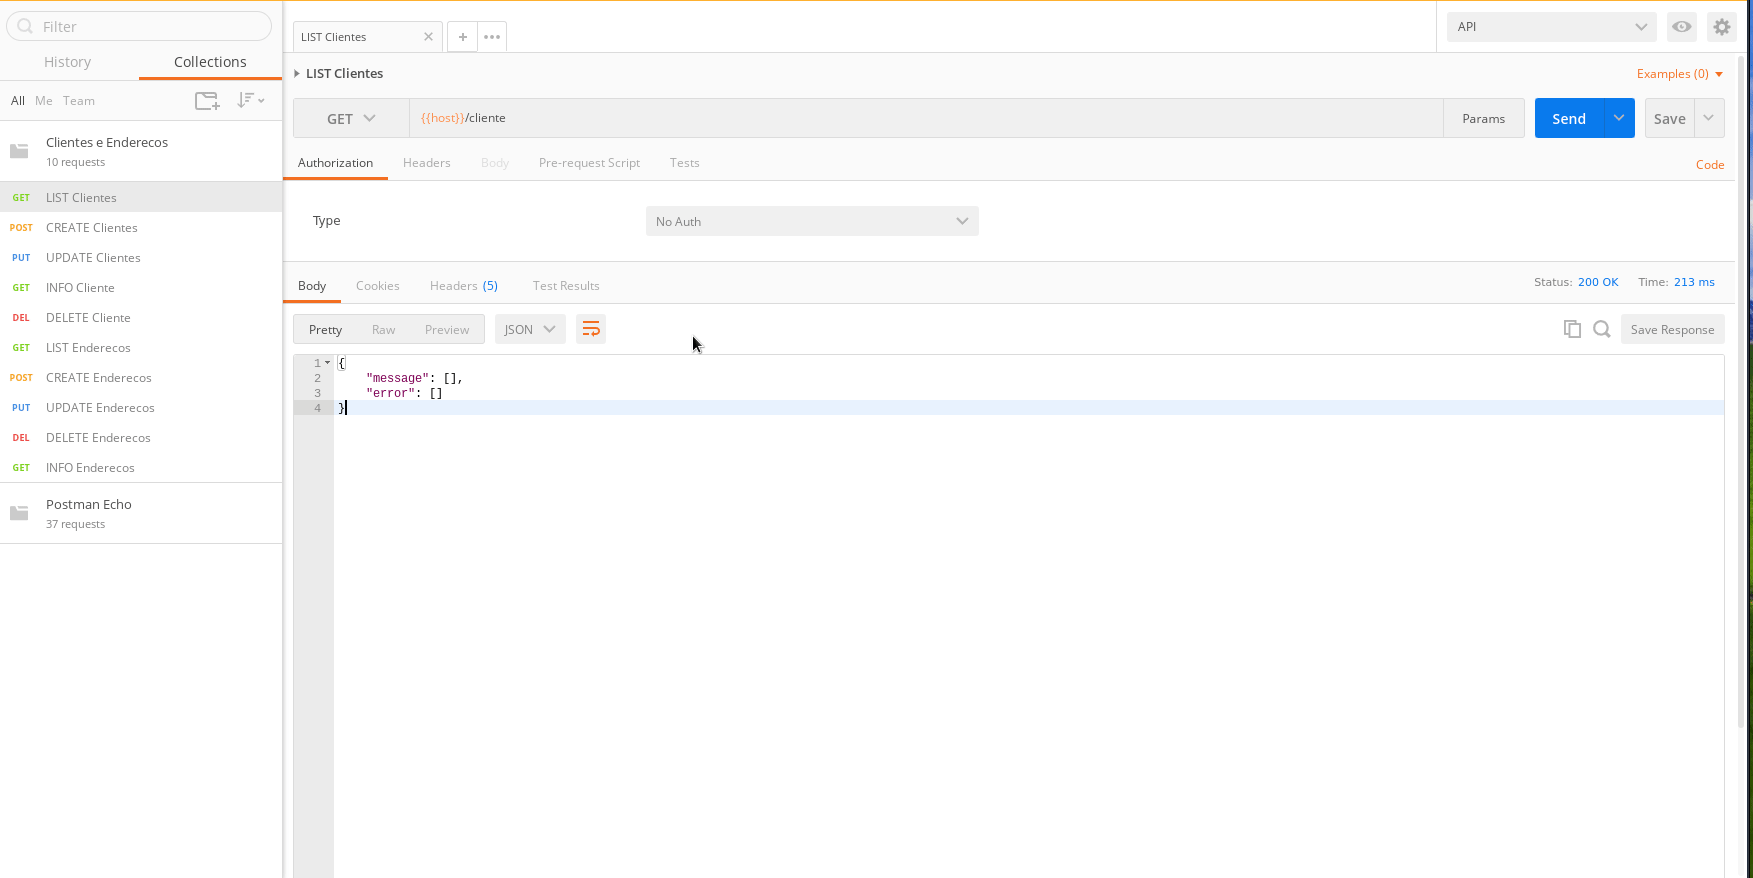 Filter
History Collections
All Me Team
Clientes e Enderecos
10 requests
GET LIST Clientes
POST CREATE Clientes
PUT UPDATE Clientes
GET INFO Cliente
DEL DELETE Cliente
GET LIST Enderecos
POST CREATE Enderecos
PUT UPDATE Enderecos
DEL DELETE Enderecos
GET INFO Enderecos
Postman Echo
37 requests
LIST Clientes
API
LIST Clientes Examples (0)
GET {{host}}/cliente Params Send Save
Authorization Headers Body Pre-request Script Tests Code
Type No Auth
Body Cookies Headers (5) Test Results Status: 200 OK Time: 213 ms
Pretty Raw Preview JSON Save Response
1 {
2 "message": [],
3 "error": []
4 }